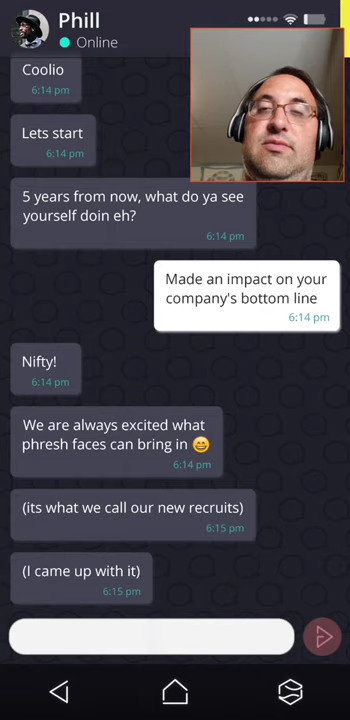 Phill
Online
Coolio
6:14 pm
Lets start
6:14 pm
5 years from now, what do ya see
yourself doin eh?
6:14 pm
Made an impact on your
company's bottom line
6:14 pm
Nifty!
6:14 pm
We are always excited what
phresh faces can bring in 😄
6:14 pm
(its what we call our new recruits)
6:15 pm
(I came up with it)
6:15 pm